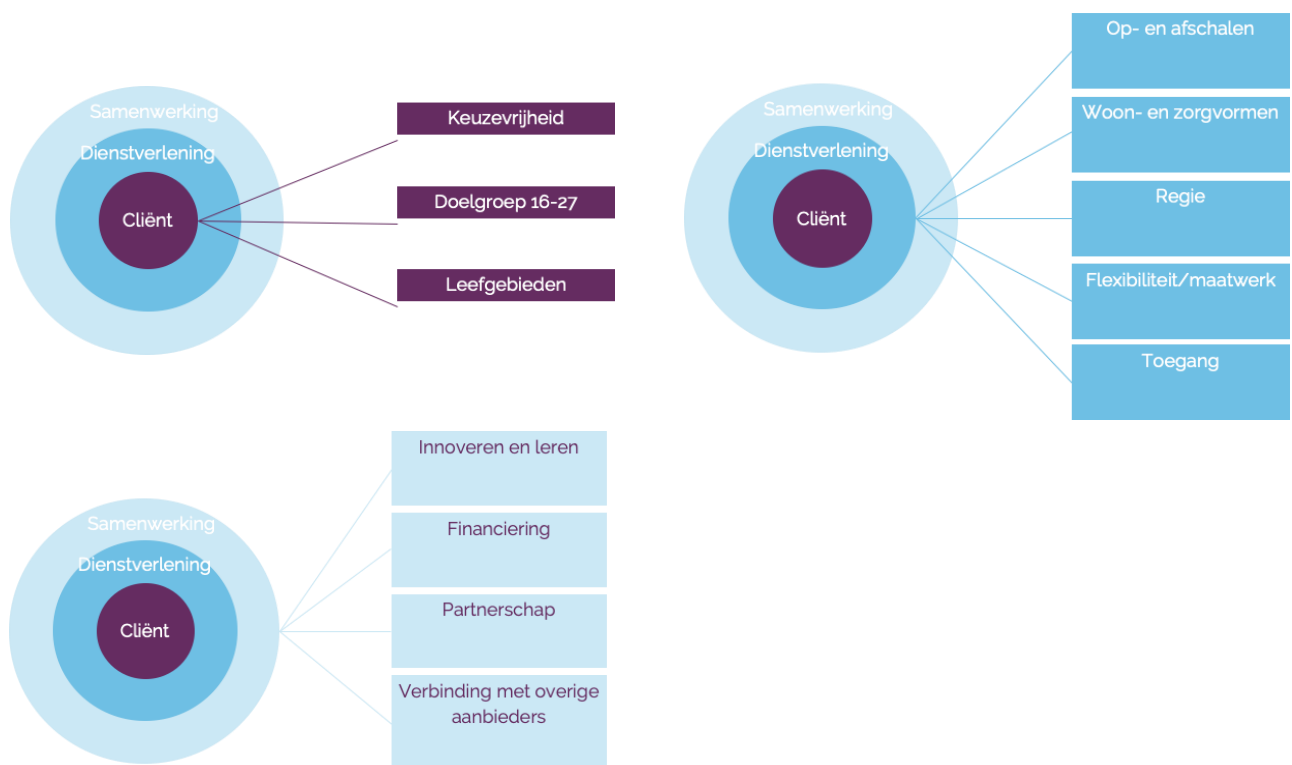 Samenwerking
Dienstverlening
Cliënt
Keuzevrijheid
Doelgroep 16-27
Leefgebieden
Samenwerking
Dienstverlening
Cliënt
Op- en afschalen
Woon- en zorgvormen
Regie
Flexibiliteit/maatwerk
Toegang
Samenwerking
Dienstverlening
Cliënt
Innoveren en leren
Financiering
Partnerschap
Verbinding met overige
aanbieders